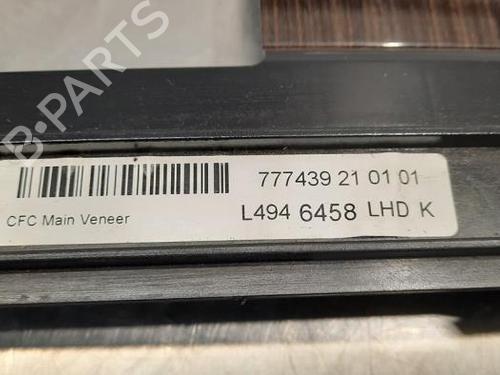 B-PARTS
777439 21 01 01
CFC Main Veneer
L494 6458 LHD K